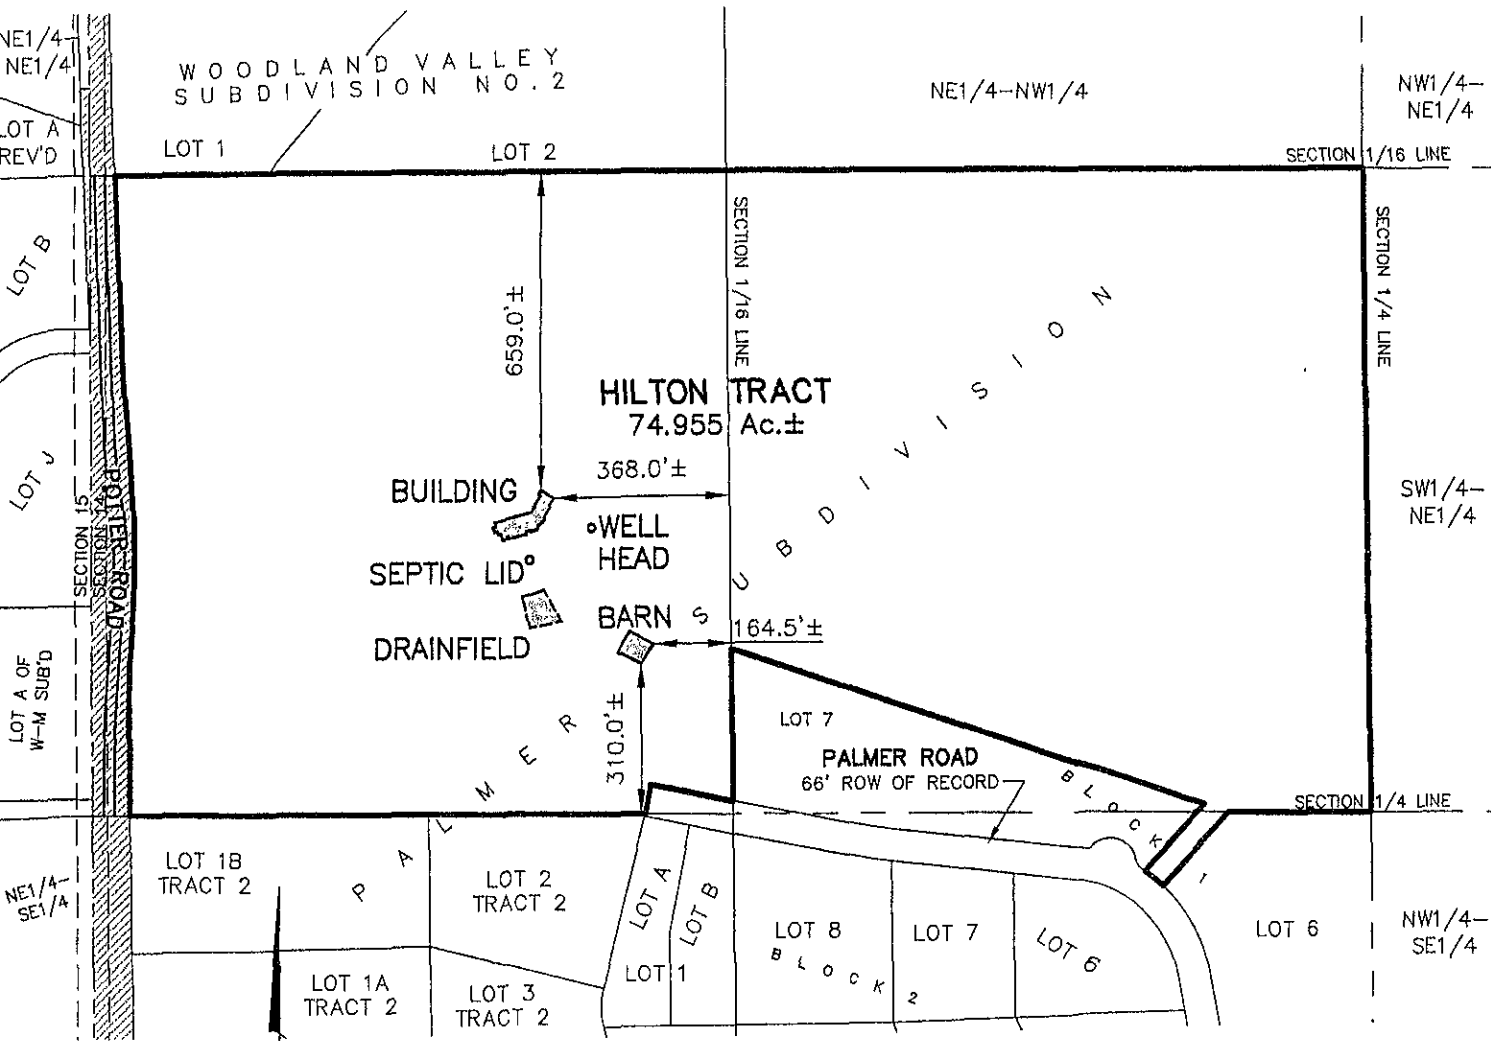 NE1/4-
NE1/4
WOODLAND VALLEY
SUBDIVISION NO. 2
NE1/4-NW1/4
NW1/4-
NE1/4
LOT A
REV'D
LOT 1
LOT 2
SECTION 1/16 LINE
LOT B
SECTION 1/16 LINE
SECTION 1/4 LINE
659.0'±
HILTON TRACT
74.955 Ac.±
368.0'±
LOT J
BUILDING
WELL
HEAD
SEPTIC LID
BARN
DRAINFIELD
164.5'±
310.0'±
SECTION 15
SECTION 14
POTTER ROAD
SW1/4-
NE1/4
LOT A OF
W-M SUB'D
PALMER SUBDIVISION
LOT 7
PALMER ROAD
66' ROW OF RECORD
BLOCK 1
SECTION 1/4 LINE
LOT 1B
TRACT 2
LOT 2
TRACT 2
LOT A
LOT B
LOT 8
LOT 7
LOT 6
LOT 6
BLOCK 2
NE1/4-
SE1/4
NW1/4-
SE1/4
LOT 1A
TRACT 2
LOT 3
TRACT 2
LOT 1